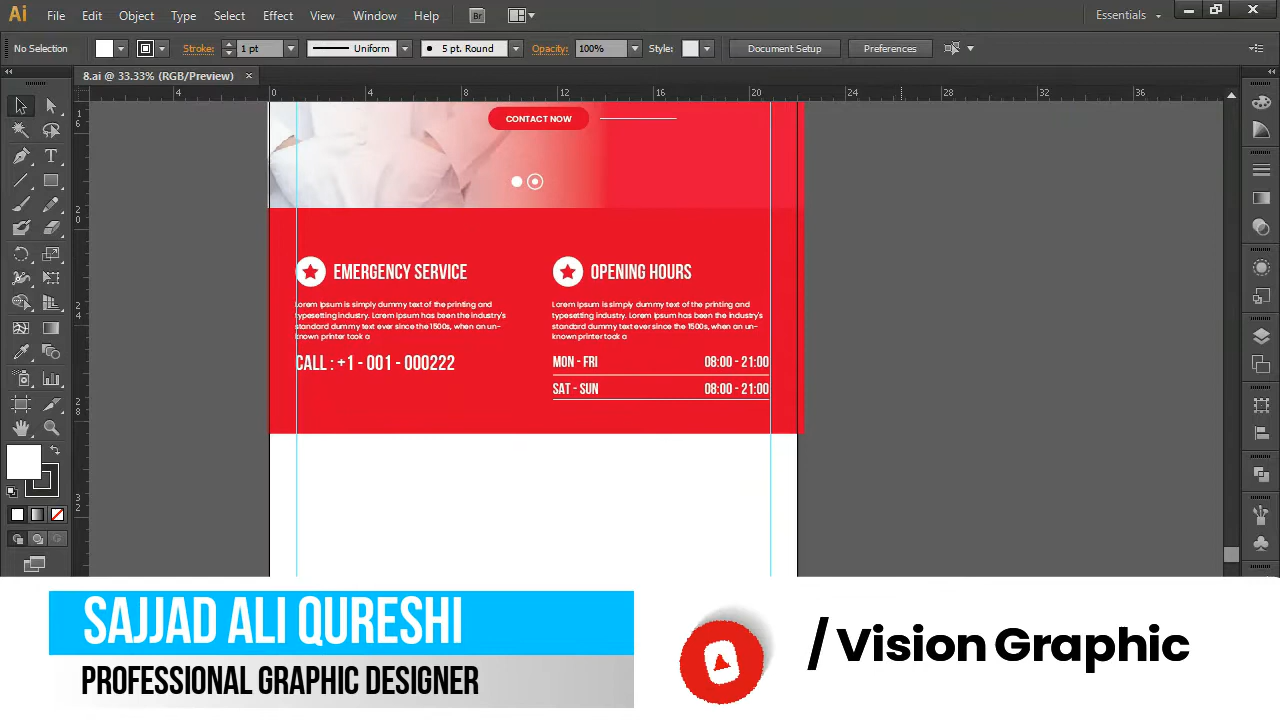 Ai File Edit Object Type Select Effect View Window Help Br Essentials
No Selection Stroke: 1 pt Uniform 5 pt. Round Opacity: 100% Style: Document Setup Preferences
8.ai @ 33.33% (RGB/Preview) ×
4 0 4 8 12 16 20 24 28 32 36
16
20
24
28
32
CONTACT NOW
EMERGENCY SERVICE
Lorem Ipsum is simply dummy text of the printing and
typesetting industry. Lorem Ipsum has been the industry's
standard dummy text ever since the 1500s, when an un-
known printer took a
CALL : +1 - 001 - 000222
OPENING HOURS
Lorem Ipsum is simply dummy text of the printing and
typesetting industry. Lorem Ipsum has been the industry's
standard dummy text ever since the 1500s, when an un-
known printer took a
MON - FRI 08:00 - 21:00
SAT - SUN 08:00 - 21:00
SAJJAD ALI QURESHI
PROFESSIONAL GRAPHIC DESIGNER
/ Vision Graphic